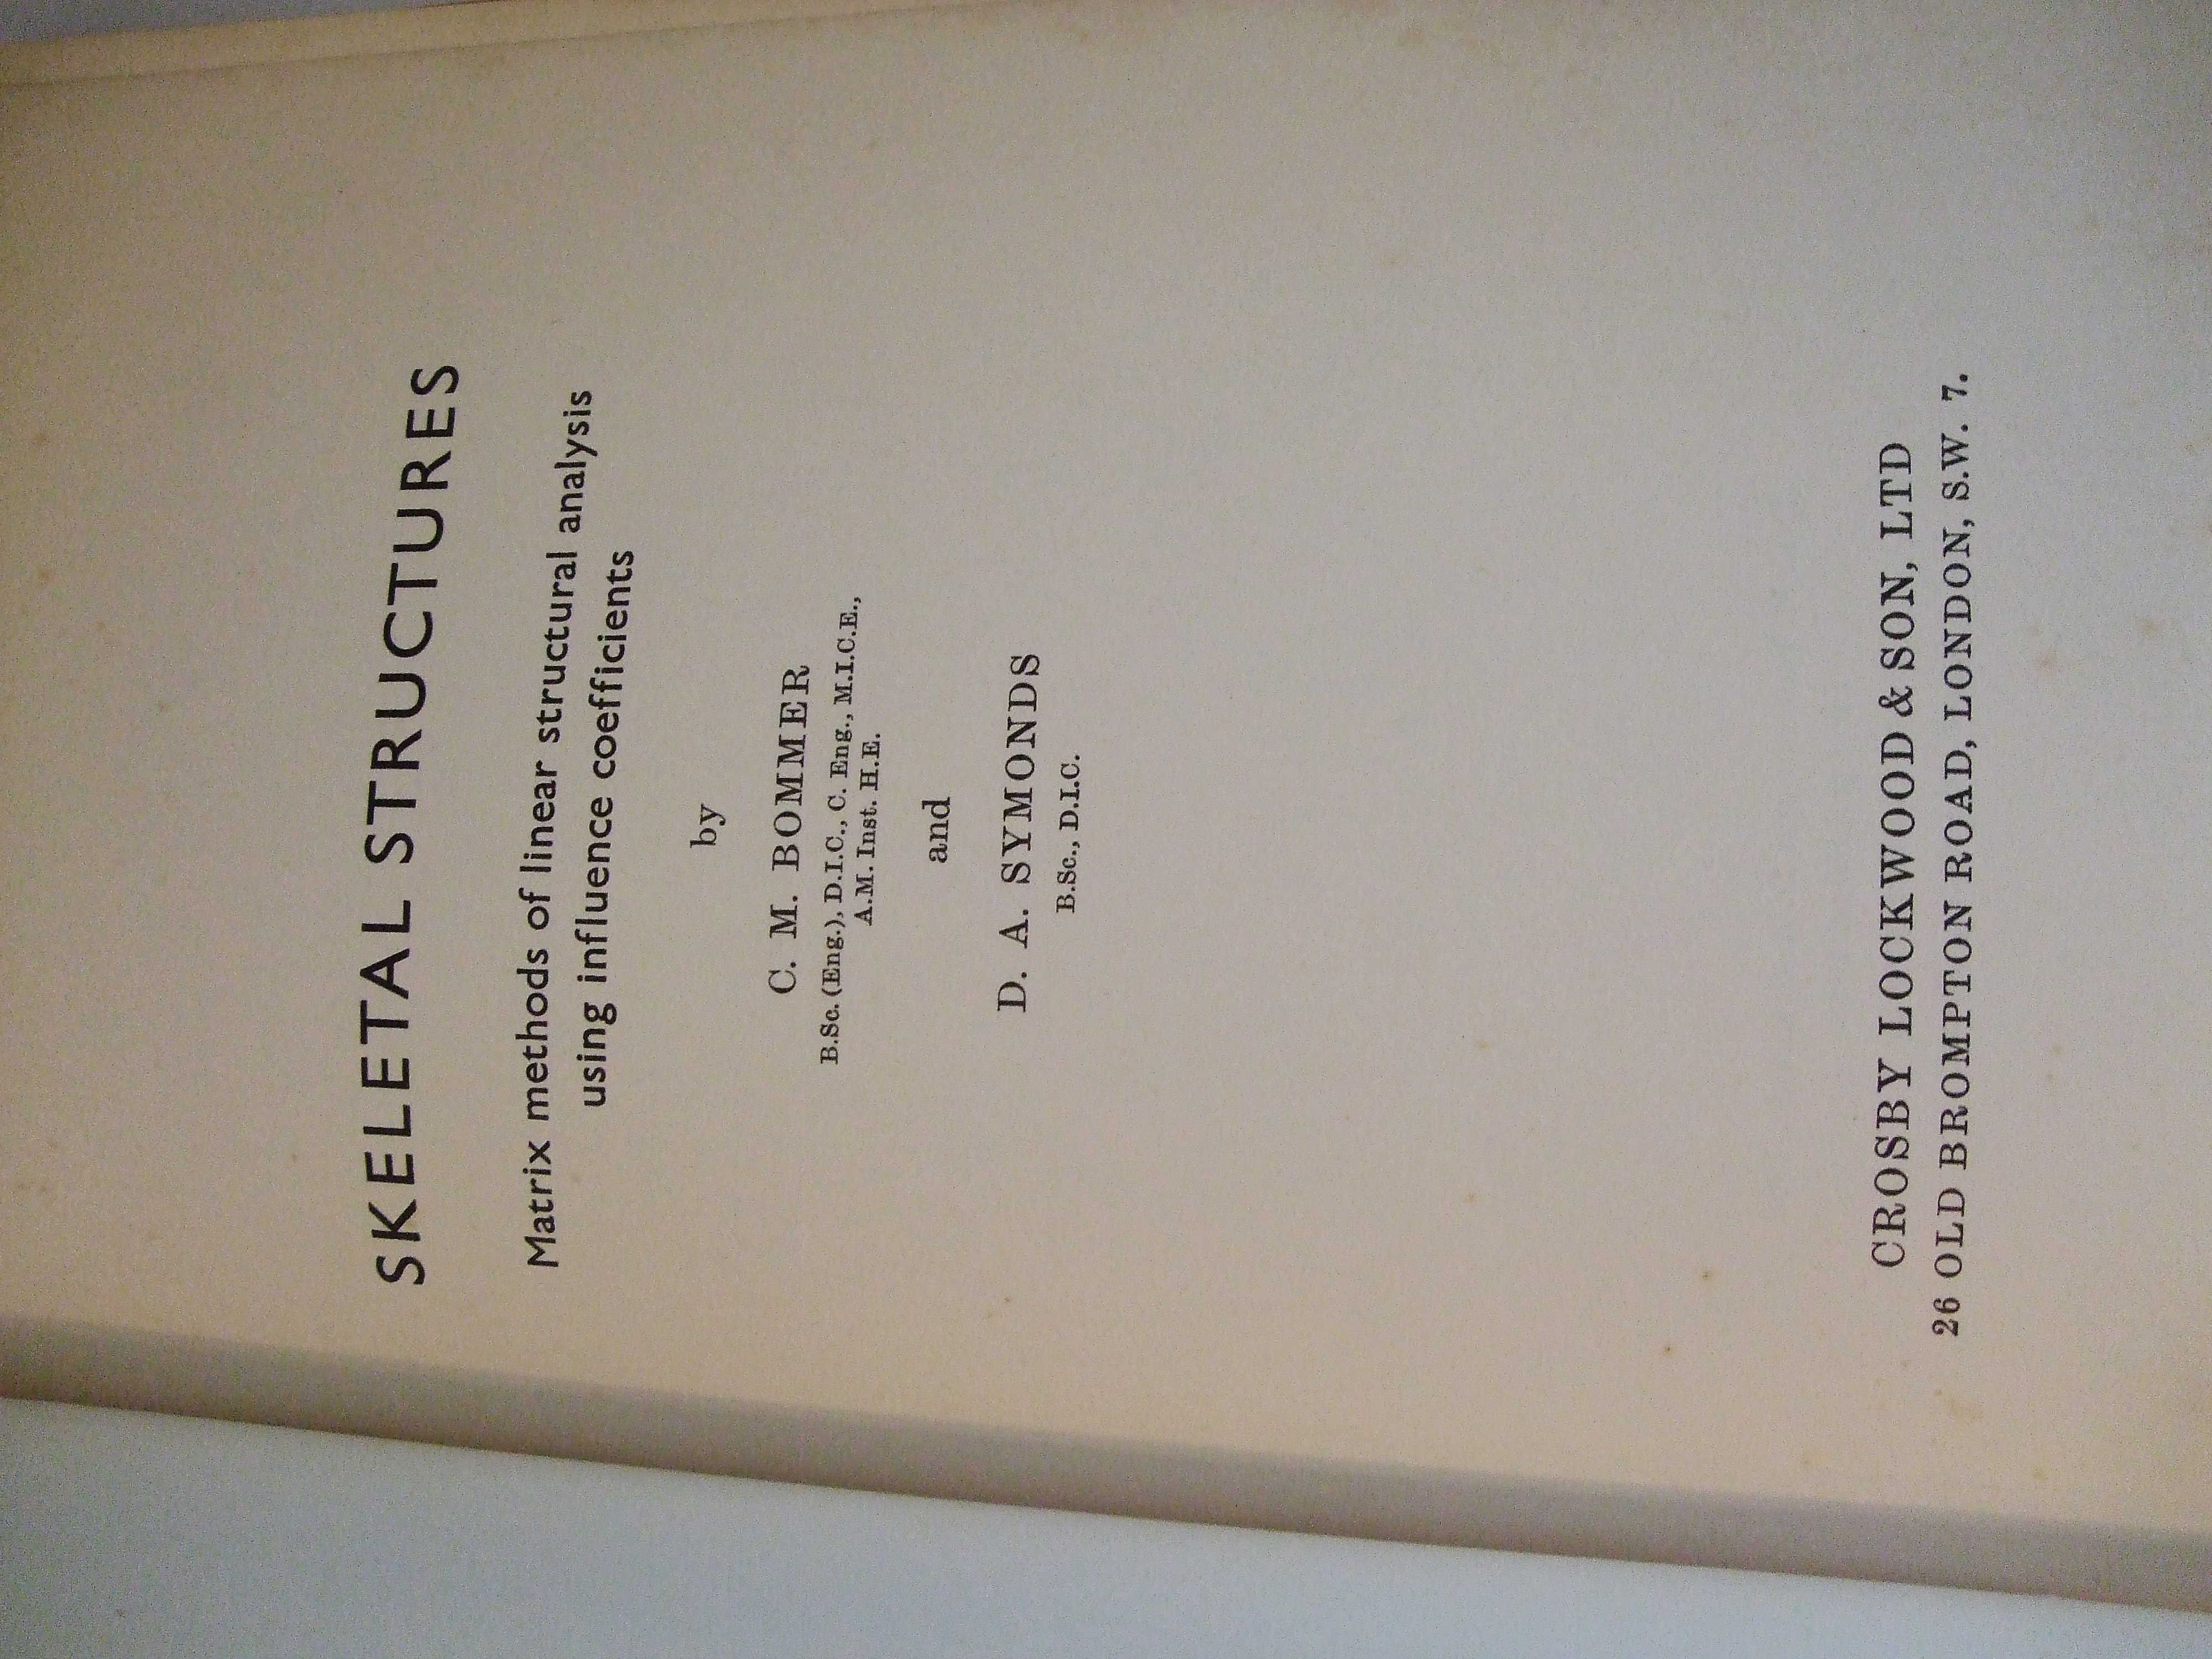 SKELETAL STRUCTURES
Matrix methods of linear structural analysis
using influence coefficients
by
C. M. BOMMER
B.Sc. (Eng.), D.I.C., C. Eng., M.I.C.E.,
A.M. Inst. H.E.
and
D. A. SYMONDS
B.Sc., D.I.C.
CROSBY LOCKWOOD & SON, LTD
26 OLD BROMPTON ROAD, LONDON, S.W. 7.